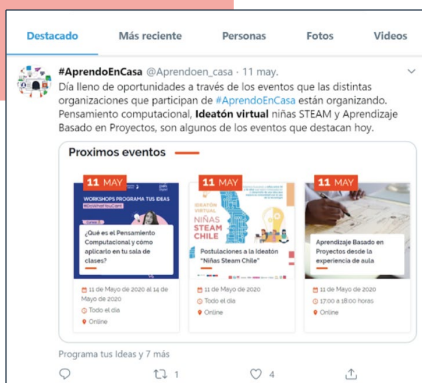 Destacado Más reciente Personas Fotos Videos
#AprendoEnCasa @Aprendoen_casa · 11 may.
Día lleno de oportunidades a través de los eventos que las distintas
organizaciones que participan de #AprendoEnCasa están organizando.
Pensamiento computacional, Ideatón virtual niñas STEAM y Aprendizaje
Basado en Proyectos, son algunos de los eventos que destacan hoy.
Proximos eventos
11 MAY
WORKSHOPS PROGRAMA TUS IDEAS
¿Qué es el Pensamiento
Computacional y cómo
aplicarlo en tu sala de
clases?
11 de Mayo de 2020 al 14 de
Mayo de 2020
Todo el día
Online
11 MAY
IDEATÓN
VIRTUAL
NIÑAS
STEAM
CHILE
Postulaciones a la Ideatón
"Niñas Steam Chile"
11 de Mayo de 2020
Todo el día
Online
11 MAY
Aprendizaje Basado en
Proyectos desde la
experiencia de aula
11 de Mayo de 2020
17:00 a 18:00 horas
Online
Programa tus Ideas y 7 más
1 4